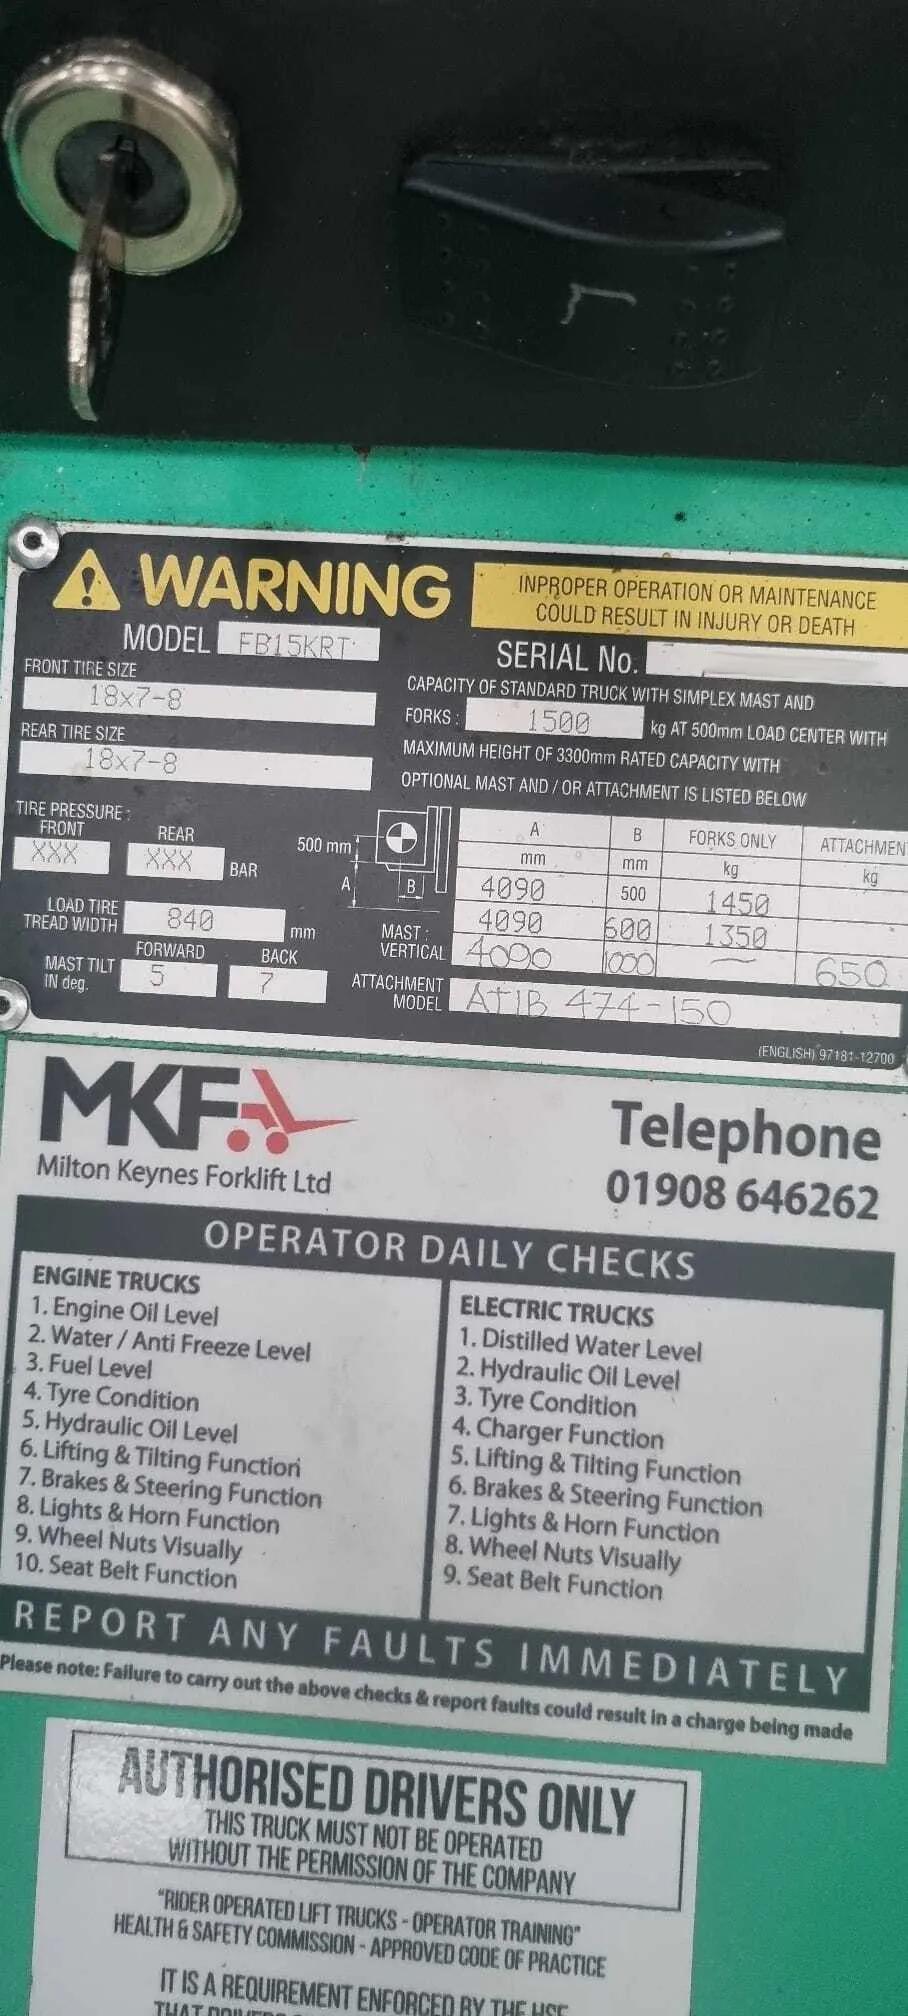 WARNING
INPROPER OPERATION OR MAINTENANCE
COULD RESULT IN INJURY OR DEATH
MODEL FB15KRT
SERIAL No.
FRONT TIRE SIZE
18x7-8
REAR TIRE SIZE
18x7-8
CAPACITY OF STANDARD TRUCK WITH SIMPLEX MAST AND
FORKS : 1500 kg AT 500mm LOAD CENTER WITH
MAXIMUM HEIGHT OF 3300mm RATED CAPACITY WITH
OPTIONAL MAST AND / OR ATTACHMENT IS LISTED BELOW
TIRE PRESSURE :
FRONT REAR
XXX XXX BAR
LOAD TIRE
TREAD WIDTH 840 mm
FORWARD BACK
MAST TILT
IN deg. 5 7
500 mm
A
B
MAST :
VERTICAL
A B FORKS ONLY ATTACHMEN
mm mm kg kg
4090 500 1450
4090 600 1350
4090 1000 — 650
ATTACHMENT
MODEL AT1B 474-150
(ENGLISH) 97181-12700
MKF
Milton Keynes Forklift Ltd
Telephone
01908 646262
OPERATOR DAILY CHECKS
ENGINE TRUCKS
1. Engine Oil Level
2. Water / Anti Freeze Level
3. Fuel Level
4. Tyre Condition
5. Hydraulic Oil Level
6. Lifting & Tilting Function
7. Brakes & Steering Function
8. Lights & Horn Function
9. Wheel Nuts Visually
10. Seat Belt Function
ELECTRIC TRUCKS
1. Distilled Water Level
2. Hydraulic Oil Level
3. Tyre Condition
4. Charger Function
5. Lifting & Tilting Function
6. Brakes & Steering Function
7. Lights & Horn Function
8. Wheel Nuts Visually
9. Seat Belt Function
REPORT ANY FAULTS IMMEDIATELY
Please note: Failure to carry out the above checks & report faults could result in a charge being made
AUTHORISED DRIVERS ONLY
THIS TRUCK MUST NOT BE OPERATED
WITHOUT THE PERMISSION OF THE COMPANY
"RIDER OPERATED LIFT TRUCKS - OPERATOR TRAINING"
HEALTH & SAFETY COMMISSION - APPROVED CODE OF PRACTICE
IT IS A REQUIREMENT ENFORCED BY THE HSE
THAT